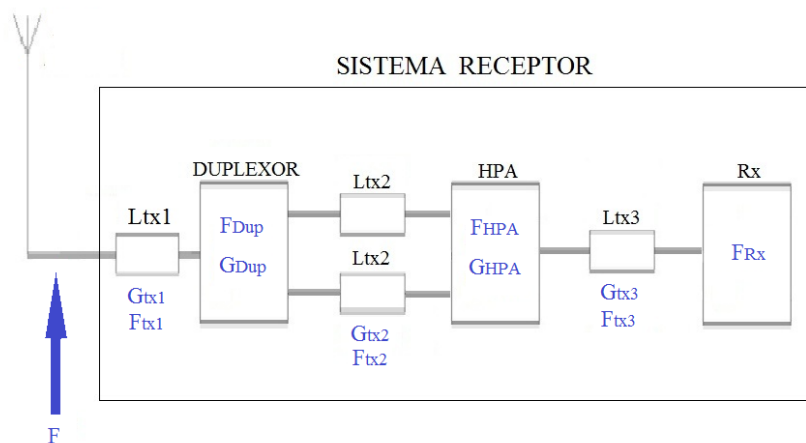 SISTEMA RECEPTOR
DUPLEXOR
Ltx2
HPA
Rx
Ltx1
FDup
GDup
FHPA
GHPA
Ltx3
FRx
Ltx2
Gtx1
Ftx1
Gtx2
Ftx2
Gtx3
Ftx3
F